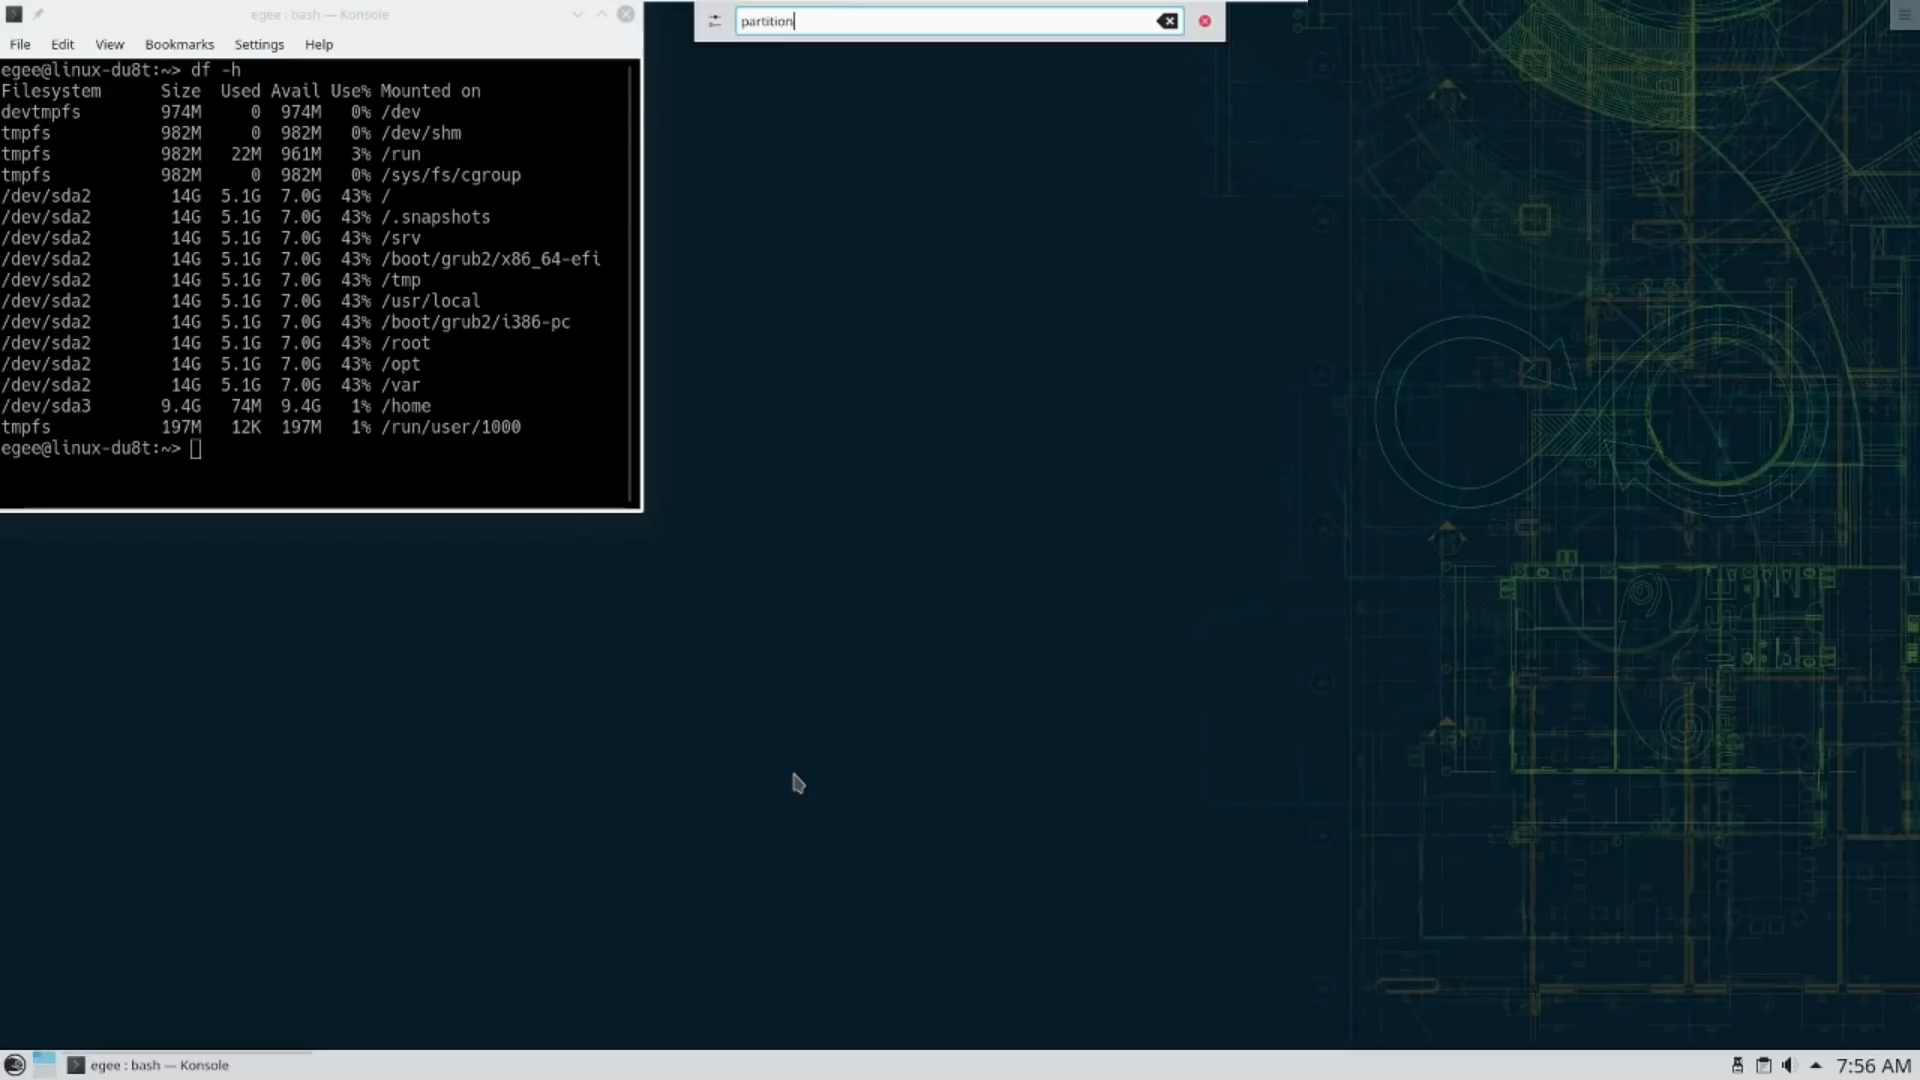 egee : bash — Konsole
File Edit View Bookmarks Settings Help
egee@linux-du8t:~> df -h
Filesystem Size Used Avail Use% Mounted on
devtmpfs 974M 0 974M 0% /dev
tmpfs 982M 0 982M 0% /dev/shm
tmpfs 982M 22M 961M 3% /run
tmpfs 982M 0 982M 0% /sys/fs/cgroup
/dev/sda2 14G 5.1G 7.0G 43% /
/dev/sda2 14G 5.1G 7.0G 43% /.snapshots
/dev/sda2 14G 5.1G 7.0G 43% /srv
/dev/sda2 14G 5.1G 7.0G 43% /boot/grub2/x86_64-efi
/dev/sda2 14G 5.1G 7.0G 43% /tmp
/dev/sda2 14G 5.1G 7.0G 43% /usr/local
/dev/sda2 14G 5.1G 7.0G 43% /boot/grub2/i386-pc
/dev/sda2 14G 5.1G 7.0G 43% /root
/dev/sda2 14G 5.1G 7.0G 43% /opt
/dev/sda2 14G 5.1G 7.0G 43% /var
/dev/sda3 9.4G 74M 9.4G 1% /home
tmpfs 197M 12K 197M 1% /run/user/1000
egee@linux-du8t:~>
partition
egee : bash — Konsole
7:56 AM